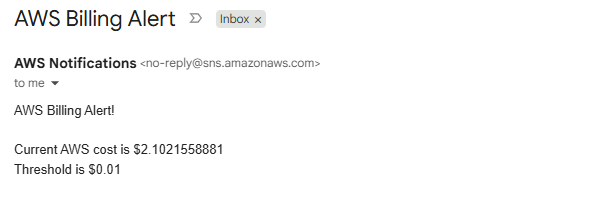 AWS Billing Alert
Inbox ×
AWS Notifications <no-reply@sns.amazonaws.com>
to me
AWS Billing Alert!
Current AWS cost is $2.1021558881
Threshold is $0.01